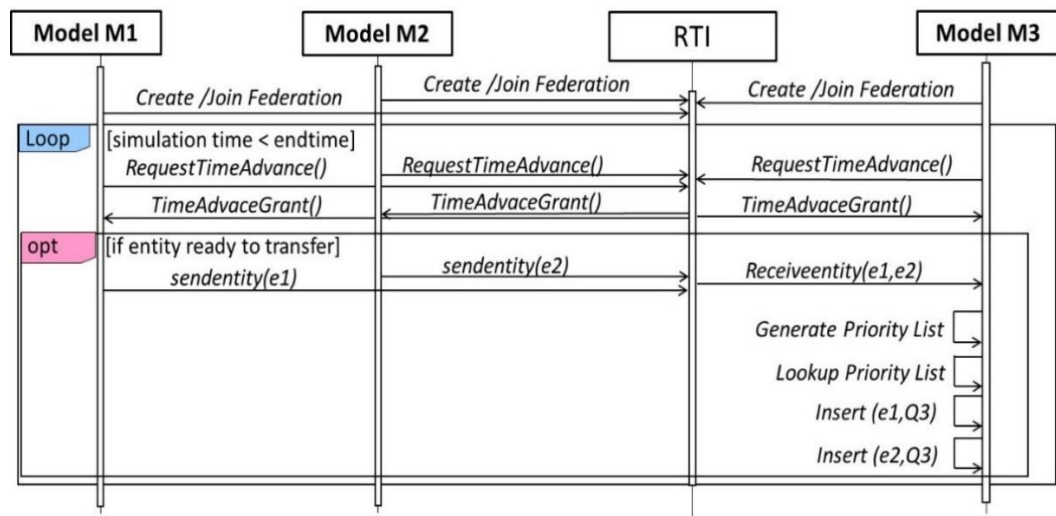 Model M1
Model M2
RTI
Model M3
Create /Join Federation
Create /Join Federation
Create /Join Federation
Loop
[simulation time < endtime]
RequestTimeAdvance()
RequestTimeAdvance()
RequestTimeAdvance()
TimeAdvaceGrant()
TimeAdvaceGrant()
TimeAdvaceGrant()
opt
[if entity ready to transfer]
sendentity(e1)
sendentity(e2)
Receiveentity(e1,e2)
Generate Priority List
Lookup Priority List
Insert (e1,Q3)
Insert (e2,Q3)